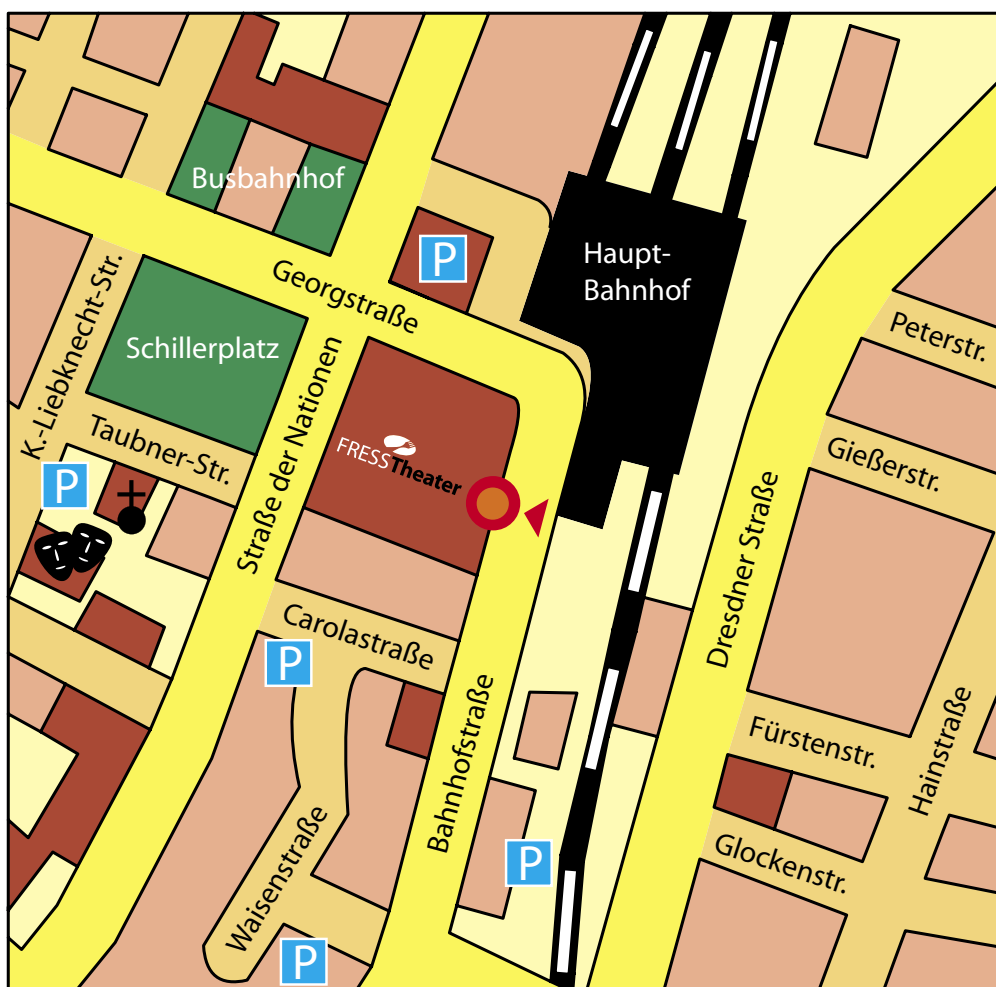 Busbahnhof
P
Haupt-
Bahnhof
Georgstraße
Peterstr.
K.-Liebknecht-Str.
Schillerplatz
Straße der Nationen
FRESSTheater
Taubner-Str.
Gießerstr.
P
Dresdner Straße
Carolastraße
P
Bahnhofstraße
Fürstenstr.
Hainstraße
Waisenstraße
P
Glockenstr.
P